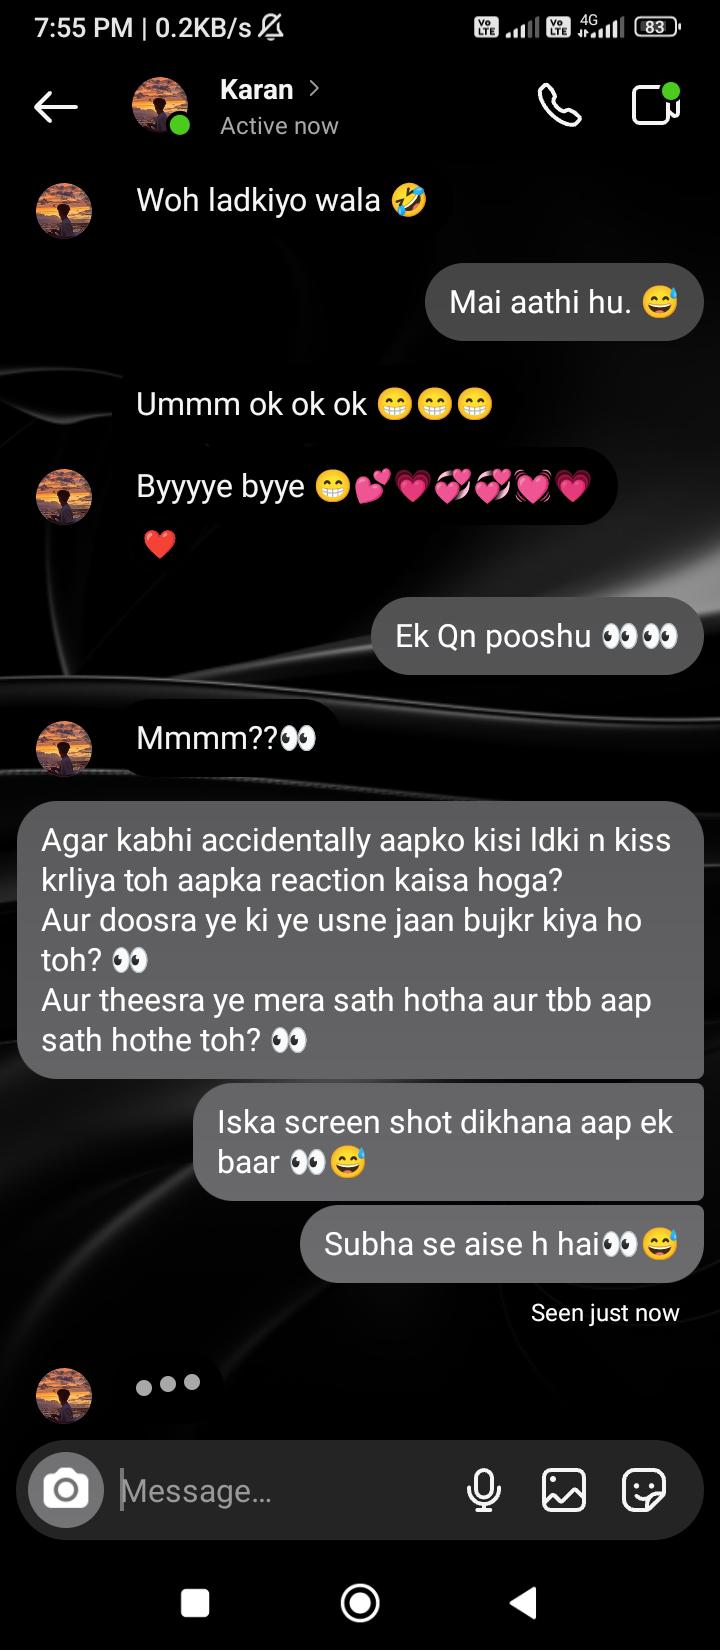 7:55 PM | 0.2KB/s
Vo LTE
Vo LTE
4G
83
Karan
Active now
Woh ladkiyo wala 🤣
Mai aathi hu. 😅
Ummm ok ok ok 😁😁😁
Byyyye byye 😁💕💗💞💞💓💗
❤️
Ek Qn pooshu 👀👀
Mmmm??👀
Agar kabhi accidentally aapko kisi ldki n kiss
krliya toh aapka reaction kaisa hoga?
Aur doosra ye ki ye usne jaan bujkr kiya ho
toh? 👀
Aur theesra ye mera sath hotha aur tbb aap
sath hothe toh? 👀
Iska screen shot dikhana aap ek
baar 👀😅
Subha se aise h hai👀😅
Seen just now
Message…